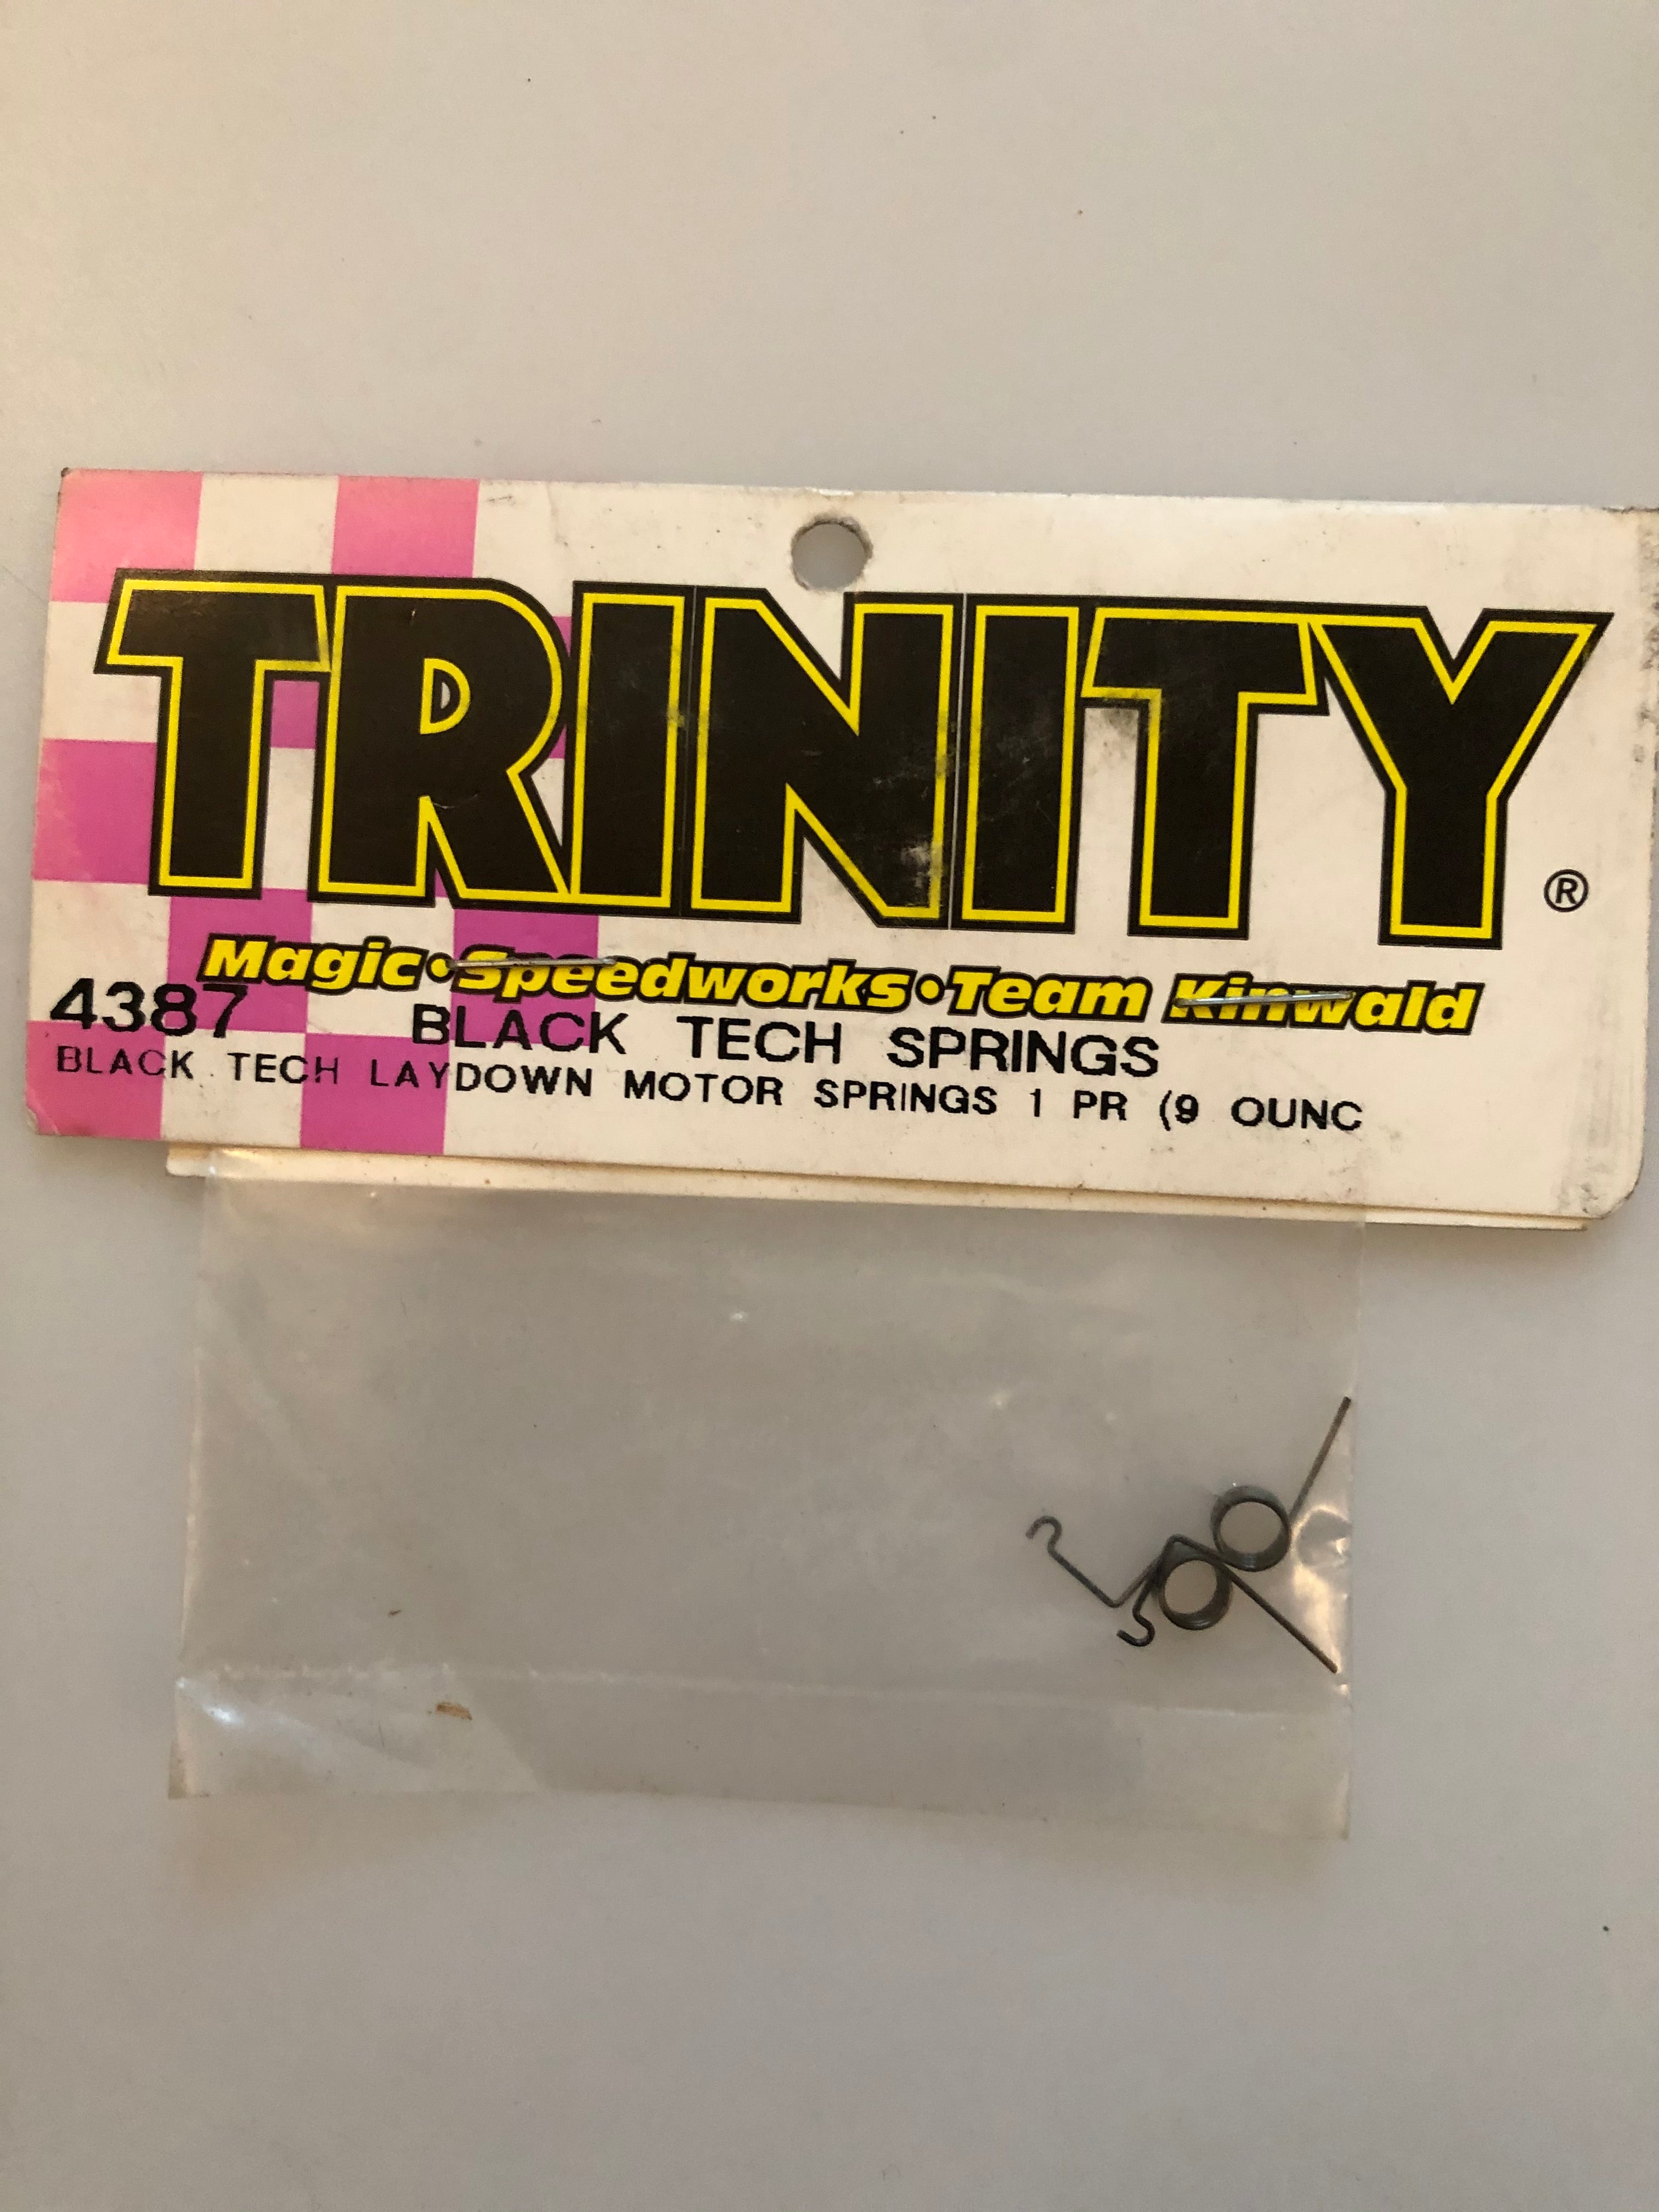 TRINITY
®
Magic•Speedworks•Team Kinwald
4387 BLACK TECH SPRINGS
BLACK TECH LAYDOWN MOTOR SPRINGS 1 PR (9 OUNC